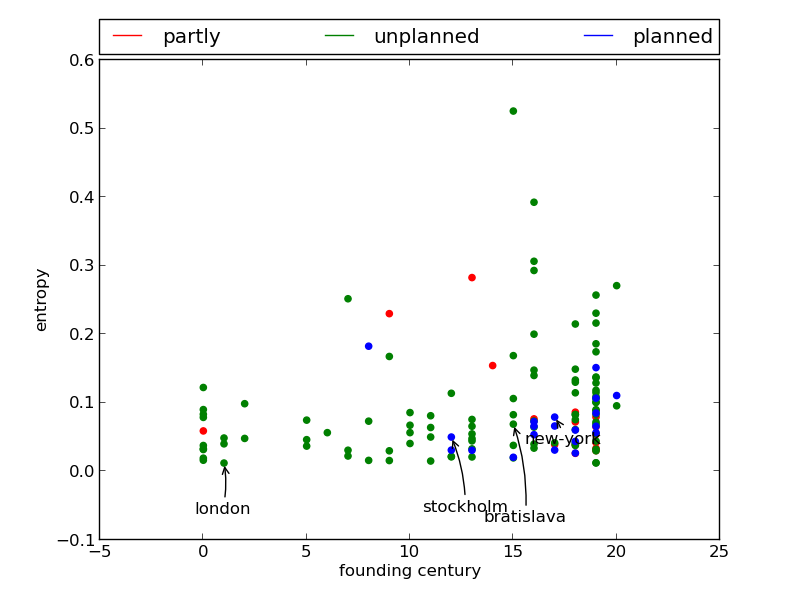 partly unplanned planned
0.6
0.5
0.4
0.3
0.2
0.1
0.0
−0.1
entropy
new-york
london
stockholm
bratislava
−5 0 5 10 15 20 25
founding century